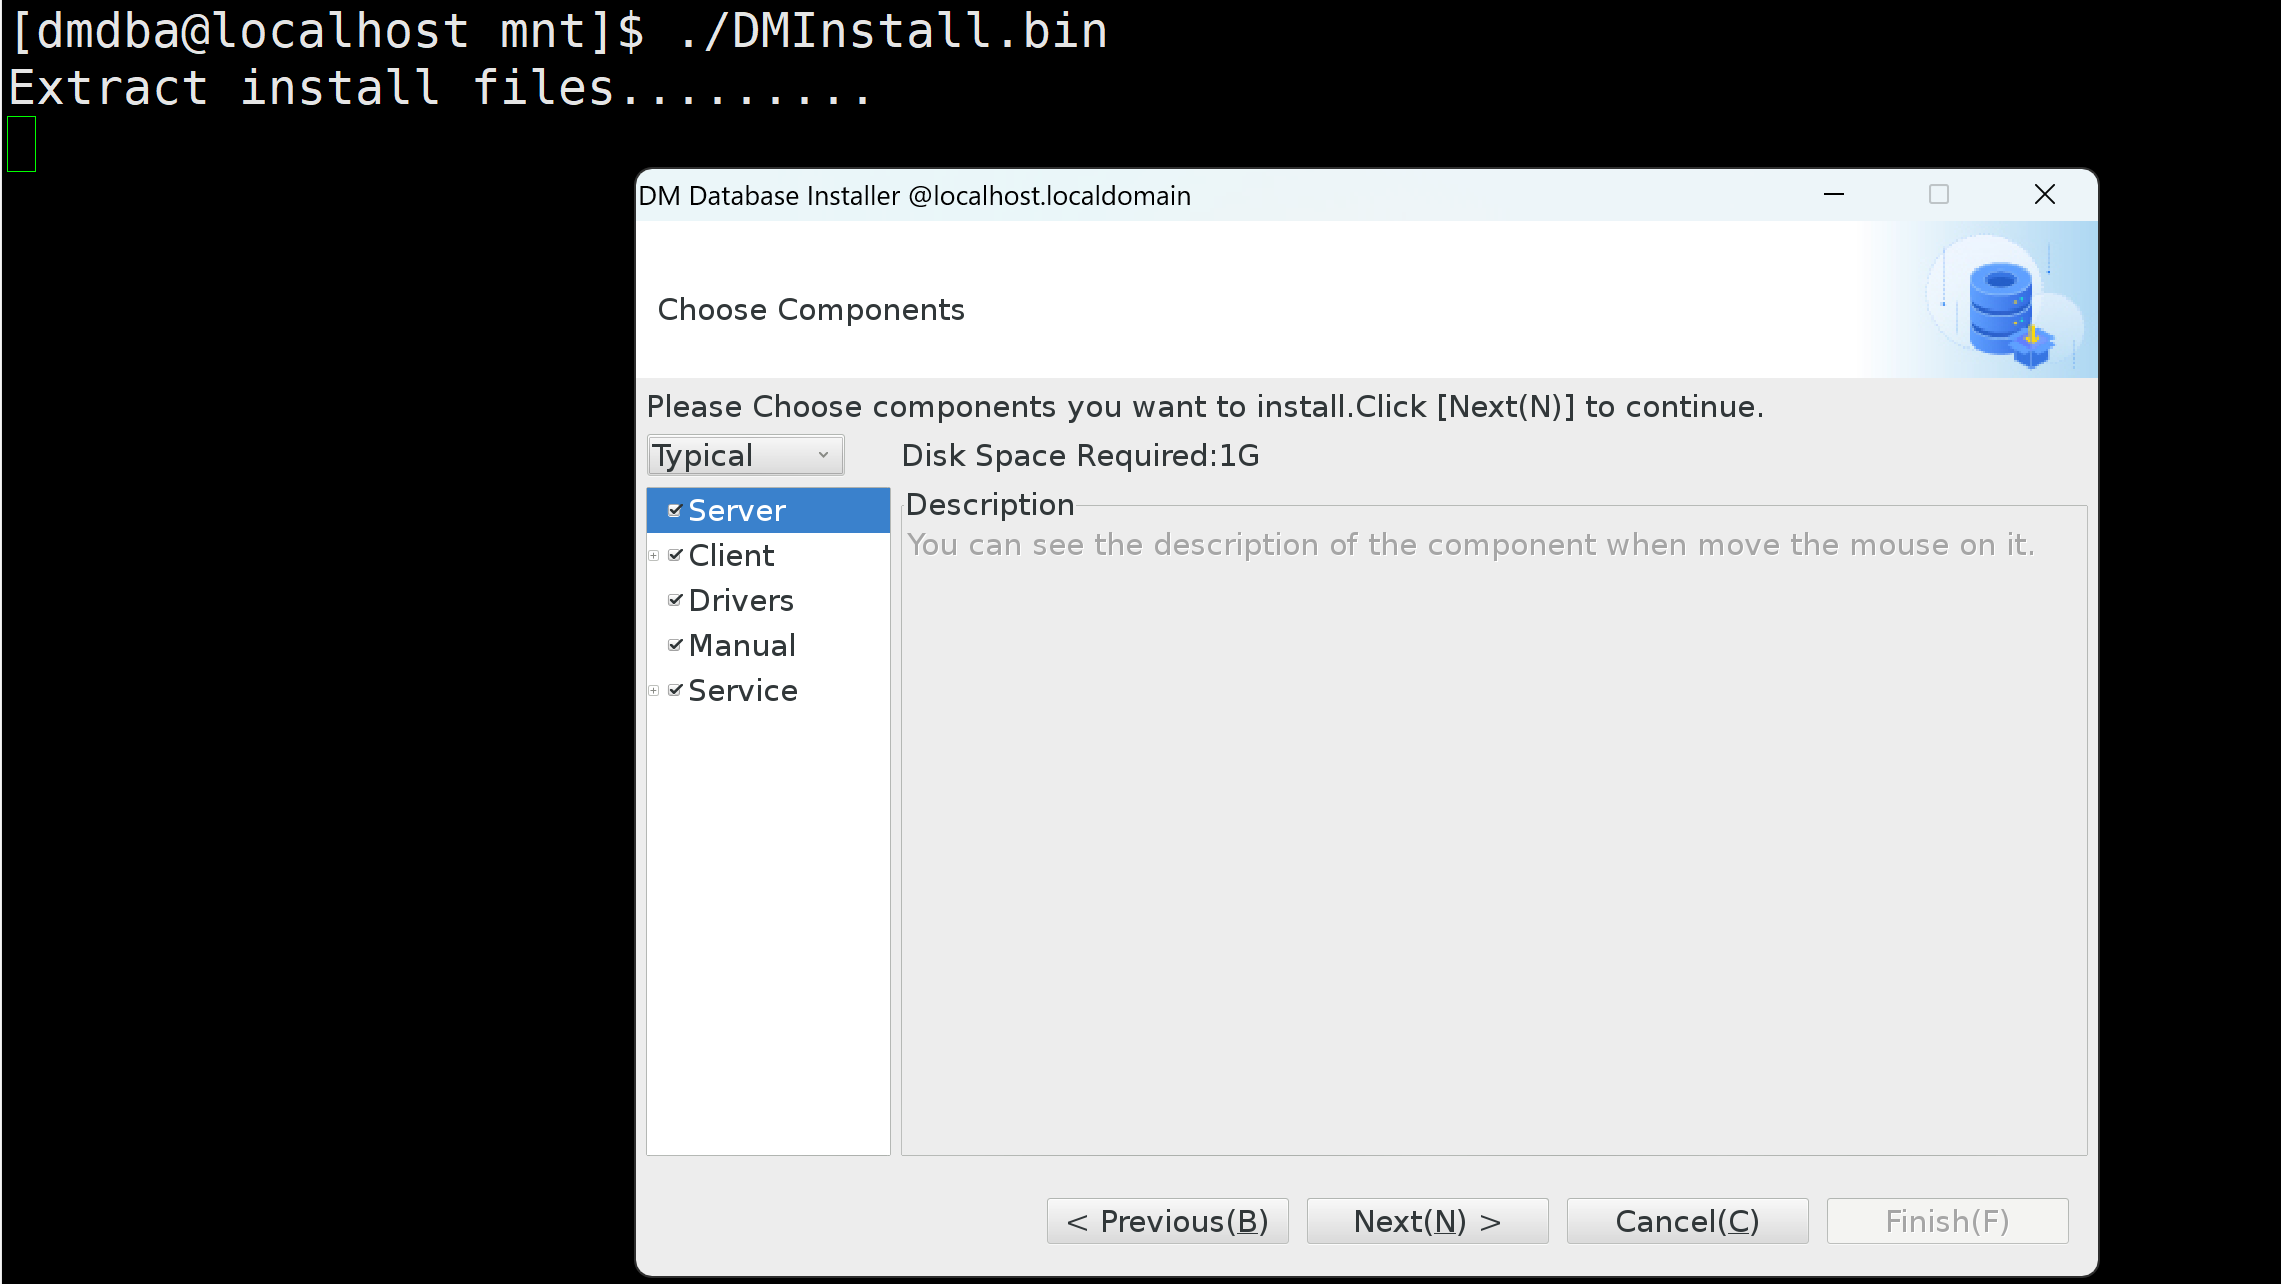 [dmdba@localhost mnt]$ ./DMInstall.bin
Extract install files.........
DM Database Installer @localhost.localdomain
Choose Components
Please Choose components you want to install.Click [Next(N)] to continue.
Typical
Disk Space Required:1G
Server
Client
Drivers
Manual
Service
Description
You can see the description of the component when move the mouse on it.
< Previous(B)
Next(N) >
Cancel(C)
Finish(F)